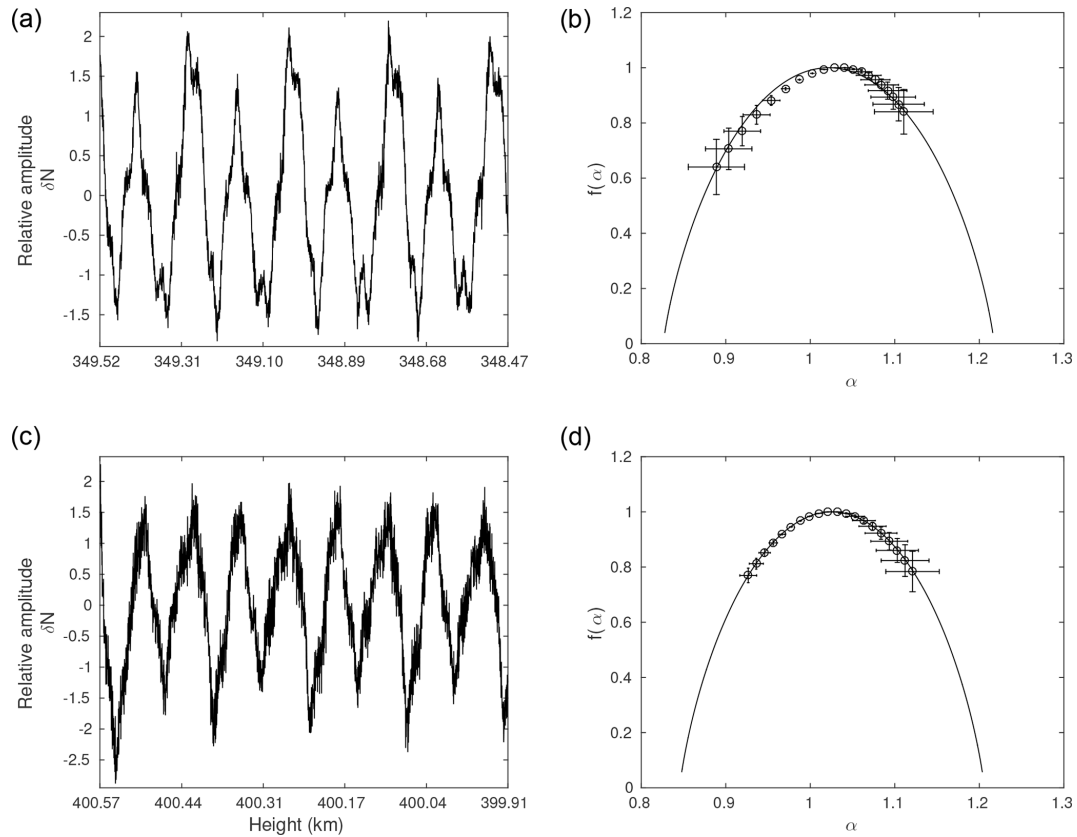 (a)
Relative amplitude
δN
2
1.5
1
0.5
0
-0.5
-1
-1.5
349.52 349.31 349.10 348.89 348.68 348.47
(b)
f(α)
1.2
1
0.8
0.6
0.4
0.2
0
0.8 0.9 1 1.1 1.2 1.3
α
(c)
Relative amplitude
δN
2
1.5
1
0.5
0
-0.5
-1
-1.5
-2
-2.5
400.57 400.44 400.31 400.17 400.04 399.91
Height (km)
(d)
f(α)
1.2
1
0.8
0.6
0.4
0.2
0
0.8 0.9 1 1.1 1.2 1.3
α